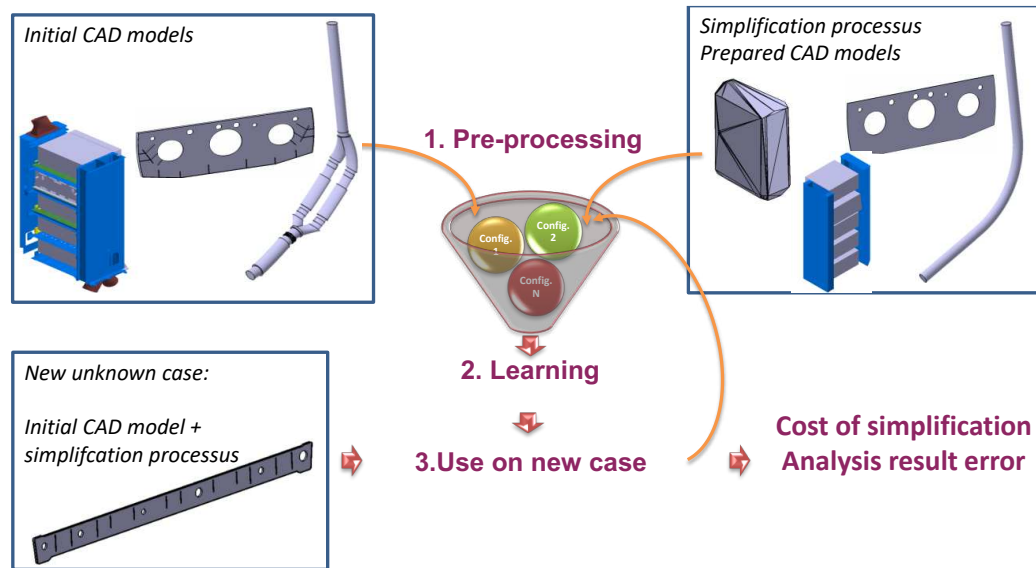 Initial CAD models
Simplification processus
Prepared CAD models
1. Pre-processing
Config.
1
Config.
2
Config.
N
2. Learning
New unknown case:
Initial CAD model +
simplifcation processus
3.Use on new case
Cost of simplification
Analysis result error